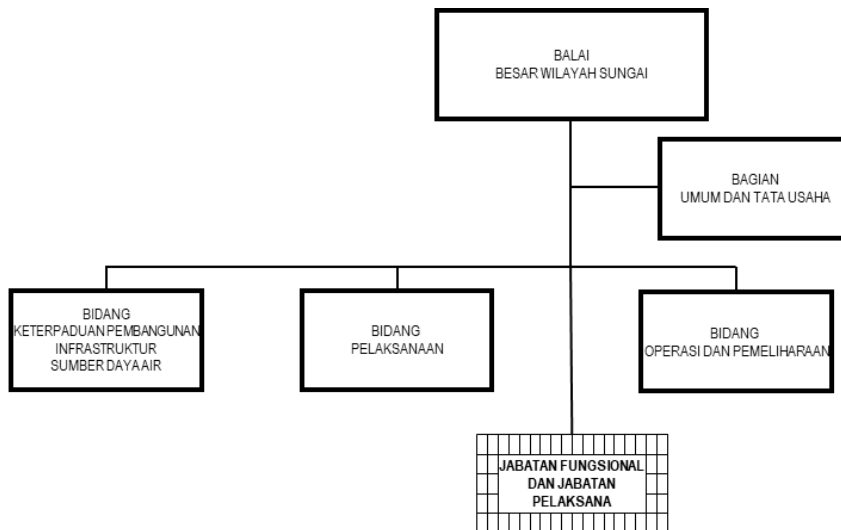 BALAI
BESAR WILAYAH SUNGAI
BAGIAN
UMUM DAN TATA USAHA
BIDANG
KETERPADUAN PEMBANGUNAN
INFRASTRUKTUR
SUMBER DAYA AIR
BIDANG
PELAKSANAAN
BIDANG
OPERASI DAN PEMELIHARAAN
JABATAN FUNGSIONAL
DAN JABATAN
PELAKSANA